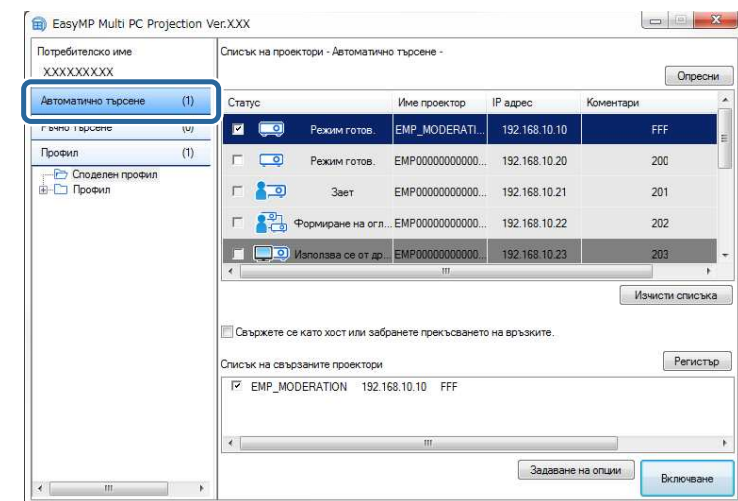 EasyMP Multi PC Projection Ver.X.XX
Потребителско име
XXXXXXXXX
Списък на проектори - Автоматично търсене -
Опресни
Автоматично търсене (1)
Ръчно търсене (0)
Профил (1)
Споделен профил
Профил
Статус Име проектор IP адрес Коментари
Режим готов. EMP_MODERATI... 192.168.10.10 FFF
Режим готов. EMP00000000000... 192.168.10.20 200
Зает EMP00000000000... 192.168.10.21 201
Формиране на огл... EMP00000000000... 192.168.10.22 202
Използва се от др... EMP00000000000... 192.168.10.23 203
Изчисти списъка
Свържете се като хост или забранете прекъсването на връзките.
Списък на свързаните проектори
Регистър
EMP_MODERATION 192.168.10.10 FFF
Задаване на опции
Включване